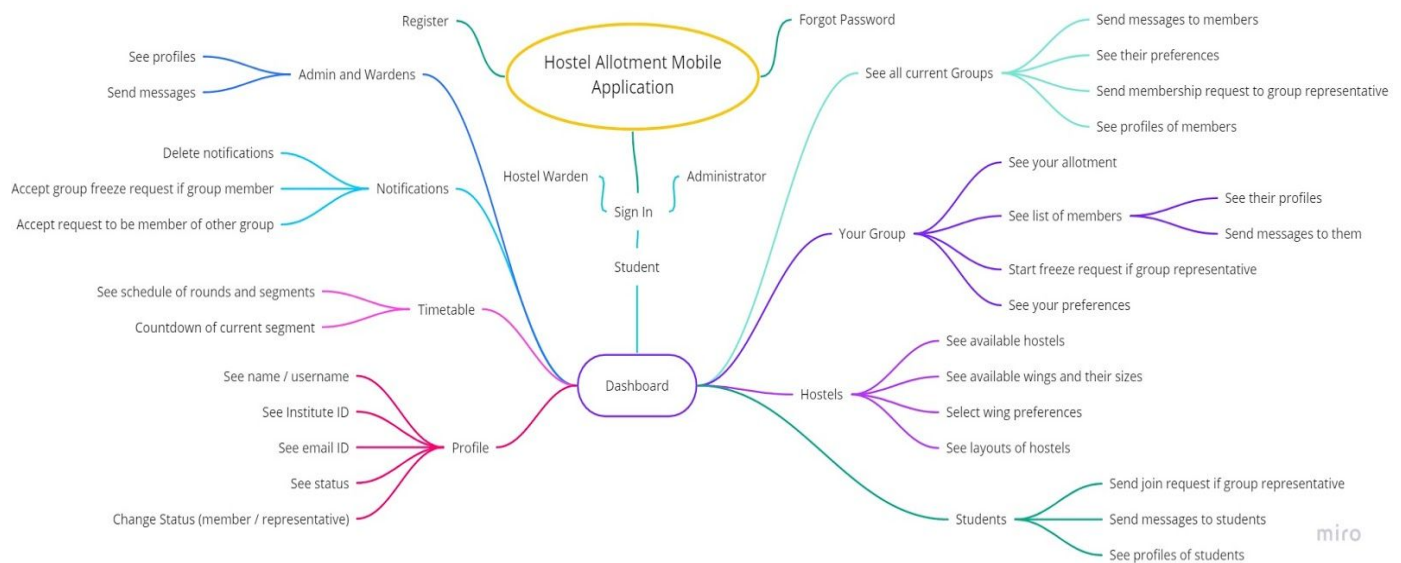 Register
Forgot Password
Hostel Allotment Mobile
Application
Hostel Warden
Administrator
Sign In
Student
Dashboard
Admin and Wardens
See profiles
Send messages
Notifications
Delete notifications
Accept group freeze request if group member
Accept request to be member of other group
Timetable
See schedule of rounds and segments
Countdown of current segment
Profile
See name / username
See Institute ID
See email ID
See status
Change Status (member / representative)
See all current Groups
Send messages to members
See their preferences
Send membership request to group representative
See profiles of members
Your Group
See your allotment
See list of members
See their profiles
Send messages to them
Start freeze request if group representative
See your preferences
Hostels
See available hostels
See available wings and their sizes
Select wing preferences
See layouts of hostels
Students
Send join request if group representative
Send messages to students
See profiles of students
miro